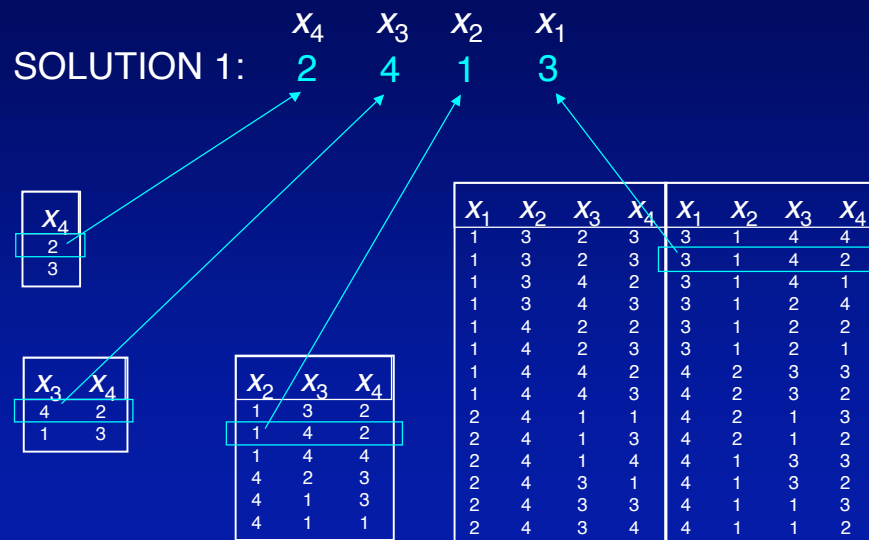 x4 x3 x2 x1
SOLUTION 1: 2 4 1 3
x4
2
3
x3 x4
4 2
1 3
x2 x3 x4
1 3 2
1 4 2
1 4 4
4 2 3
4 1 3
4 1 1
x1 x2 x3 x4 x1 x2 x3 x4
1 3 2 3 3 1 4 4
1 3 2 3 3 1 4 2
1 3 4 2 3 1 4 1
1 3 4 3 3 1 2 4
1 4 2 2 3 1 2 2
1 4 2 3 3 1 2 1
1 4 4 2 4 2 3 3
1 4 4 3 4 2 3 2
2 4 1 1 4 2 1 3
2 4 1 3 4 2 1 2
2 4 1 4 4 1 3 3
2 4 3 1 4 1 3 2
2 4 3 3 4 1 1 3
2 4 3 4 4 1 1 2